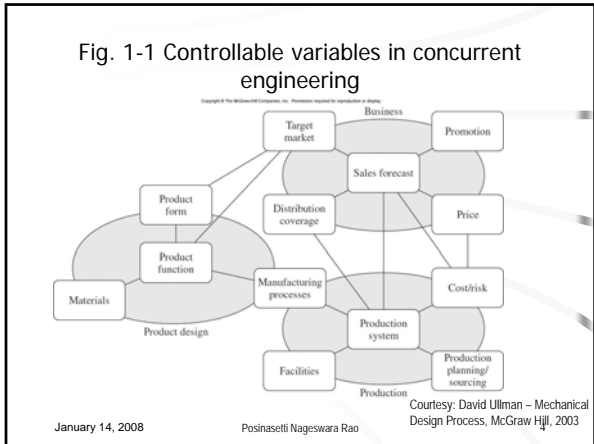 Fig. 1-1 Controllable variables in concurrent
engineering
Copyright © The McGraw-Hill Companies, Inc. Permission required for reproduction or display.
Business
Target
market
Promotion
Sales forecast
Product
form
Distribution
coverage
Price
Product
function
Materials
Manufacturing
processes
Cost/risk
Product design
Production
system
Facilities
Production
planning/
sourcing
Production
Courtesy: David Ullman – Mechanical
Design Process, McGraw Hill, 2003
January 14, 2008
Posinasetti Nageswara Rao
4